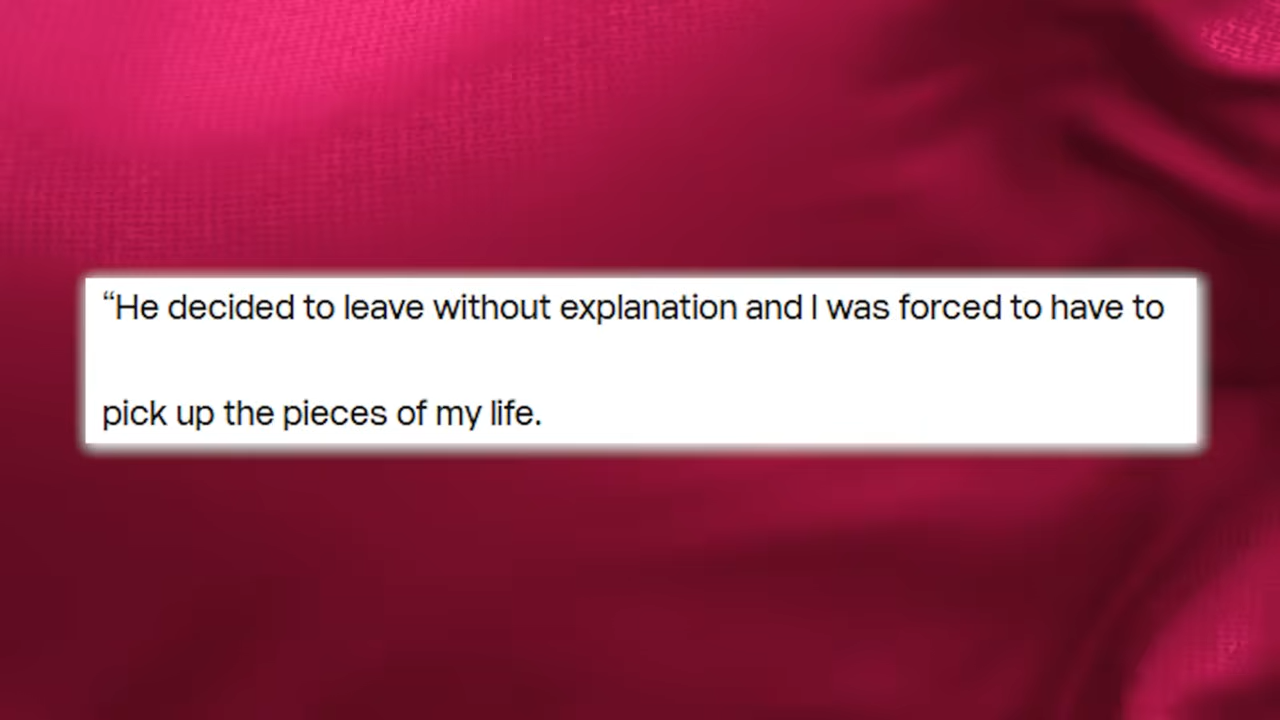 “He decided to leave without explanation and I was forced to have to
pick up the pieces of my life.